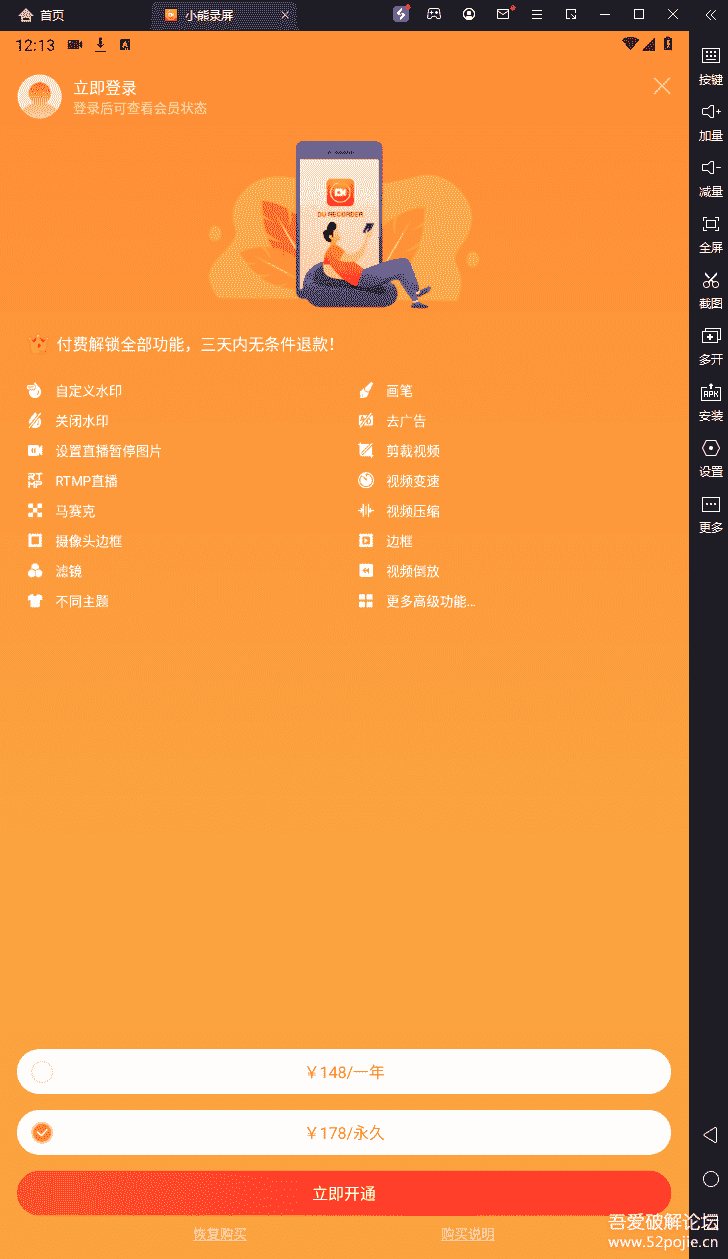 首页
小熊录屏
12:13
立即登录
登录后可查看会员状态
DU RECORDER
付费解锁全部功能，三天内无条件退款！
自定义水印
画笔
关闭水印
去广告
设置直播暂停图片
剪裁视频
RTMP直播
视频变速
马赛克
视频压缩
摄像头边框
边框
滤镜
视频倒放
不同主题
更多高级功能...
￥148/一年
￥178/永久
立即开通
恢复购买
购买说明
按键
加量
减量
全屏
截图
多开
APK
安装
设置
更多
吾爱破解论坛
www.52pojie.cn